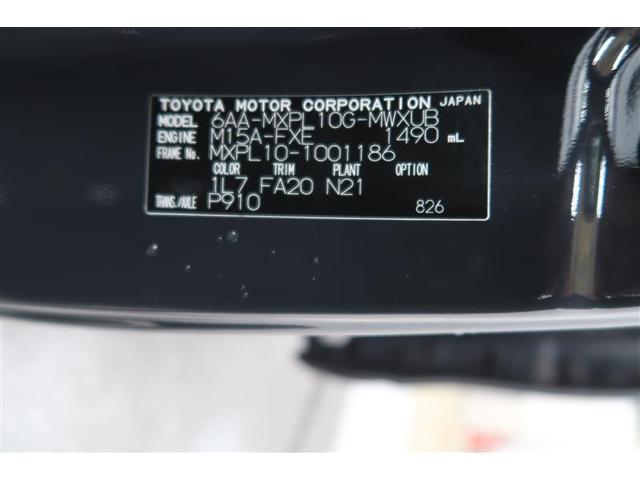 TOYOTA MOTOR CORPORATION JAPAN
MODEL 6AA-MXPL10G-MWXUB
ENGINE M15A-FXE 1490 mL
FRAME No. MXPL10-1001186
COLOR TRIM PLANT OPTION
1L7 FA20 N21
TRANS./AXLE P910 826